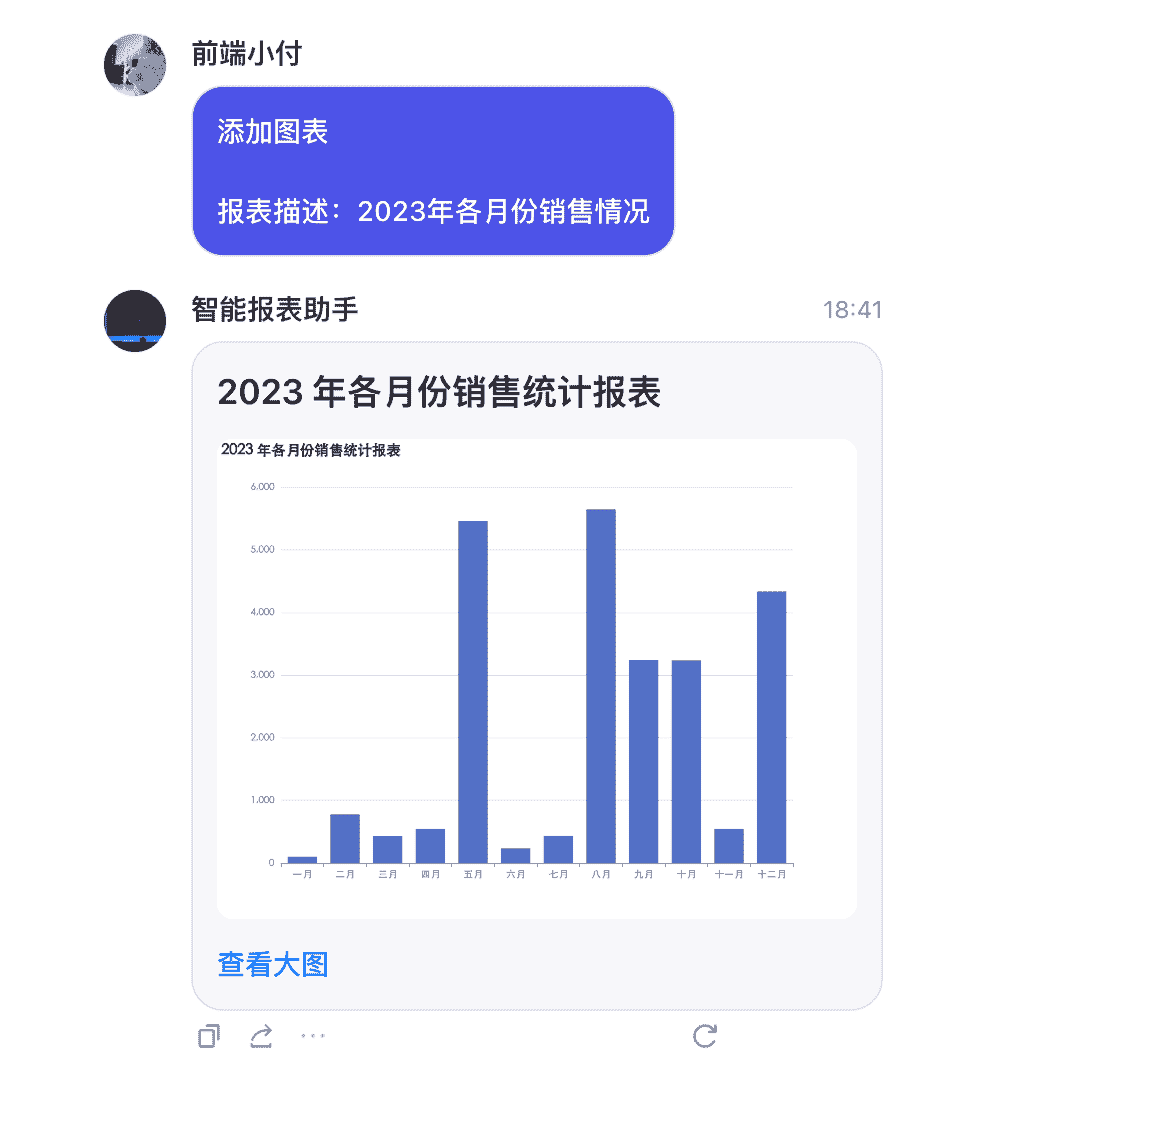 前端小付
添加图表
报表描述：2023年各月份销售情况
智能报表助手
18:41
2023 年各月份销售统计报表
2023 年各月份销售统计报表
6,000
5,000
4,000
3,000
2,000
1,000
0
一月 二月 三月 四月 五月 六月 七月 八月 九月 十月 十一月 十二月
查看大图